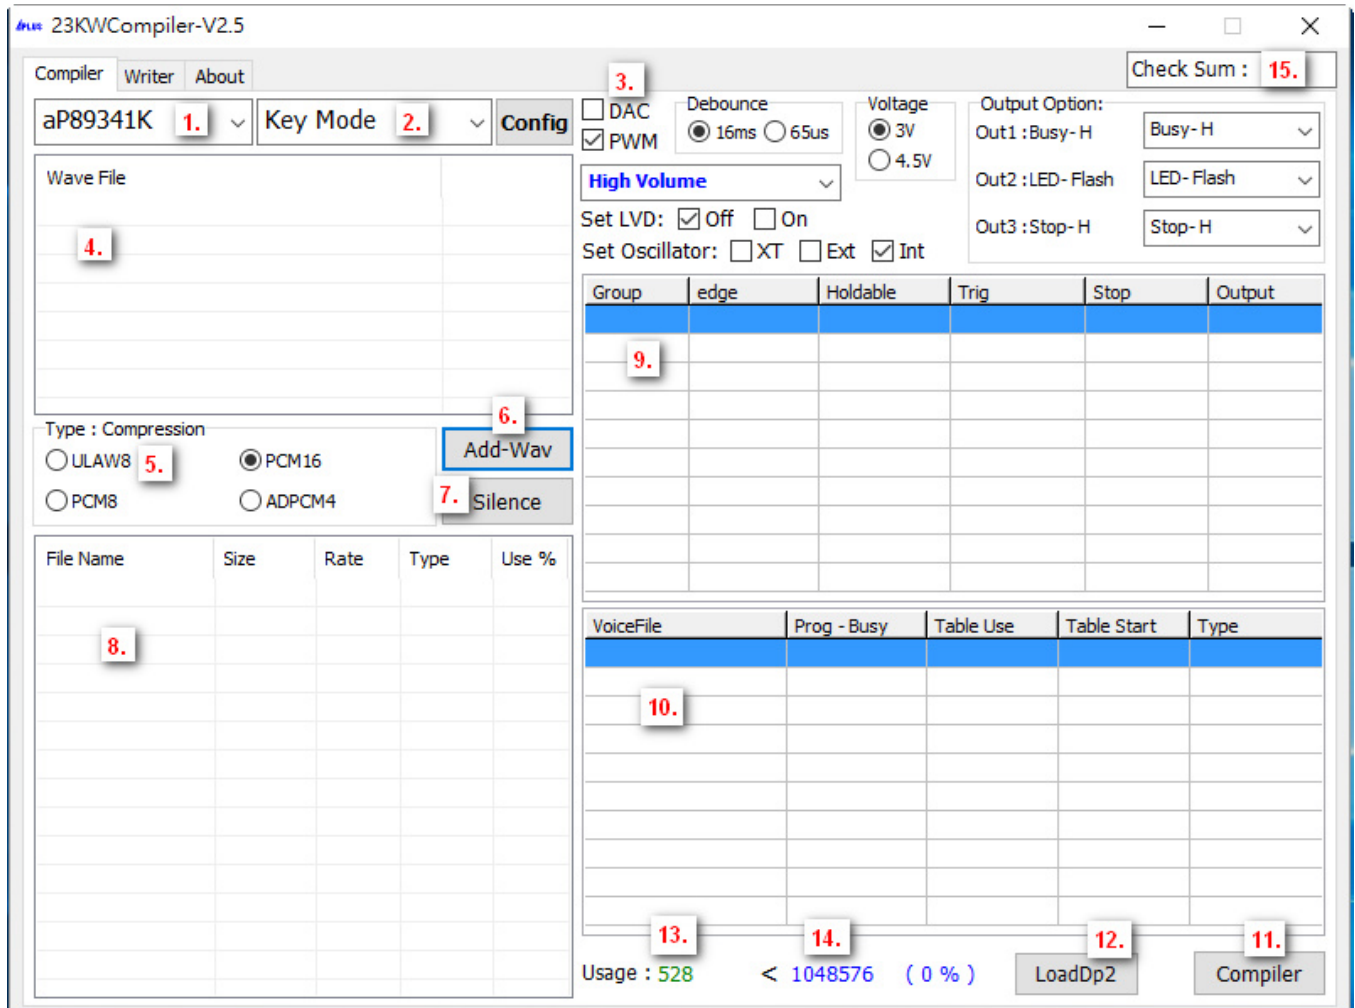 APLUS 23KWCompiler-V2.5
Compiler Writer About
Check Sum : 15.
aP89341K 1. Key Mode 2. Config
3.
DAC
PWM
Debounce
16ms 65us
Voltage
3V
4.5V
Output Option:
Out1 :Busy- H Busy- H
Out2 :LED- Flash LED- Flash
Out3 :Stop- H Stop- H
High Volume
Set LVD: Off On
Set Oscillator: XT Ext Int
Wave File
4.
Group edge Holdable Trig Stop Output
9.
Type : Compression
ULAW8 5. PCM16
PCM8 ADPCM4
6.
Add-Wav
7. Silence
File Name Size Rate Type Use %
8.
VoiceFile Prog - Busy Table Use Table Start Type
10.
13. 14. 12. 11.
Usage : 528 < 1048576 ( 0 % ) LoadDp2 Compiler